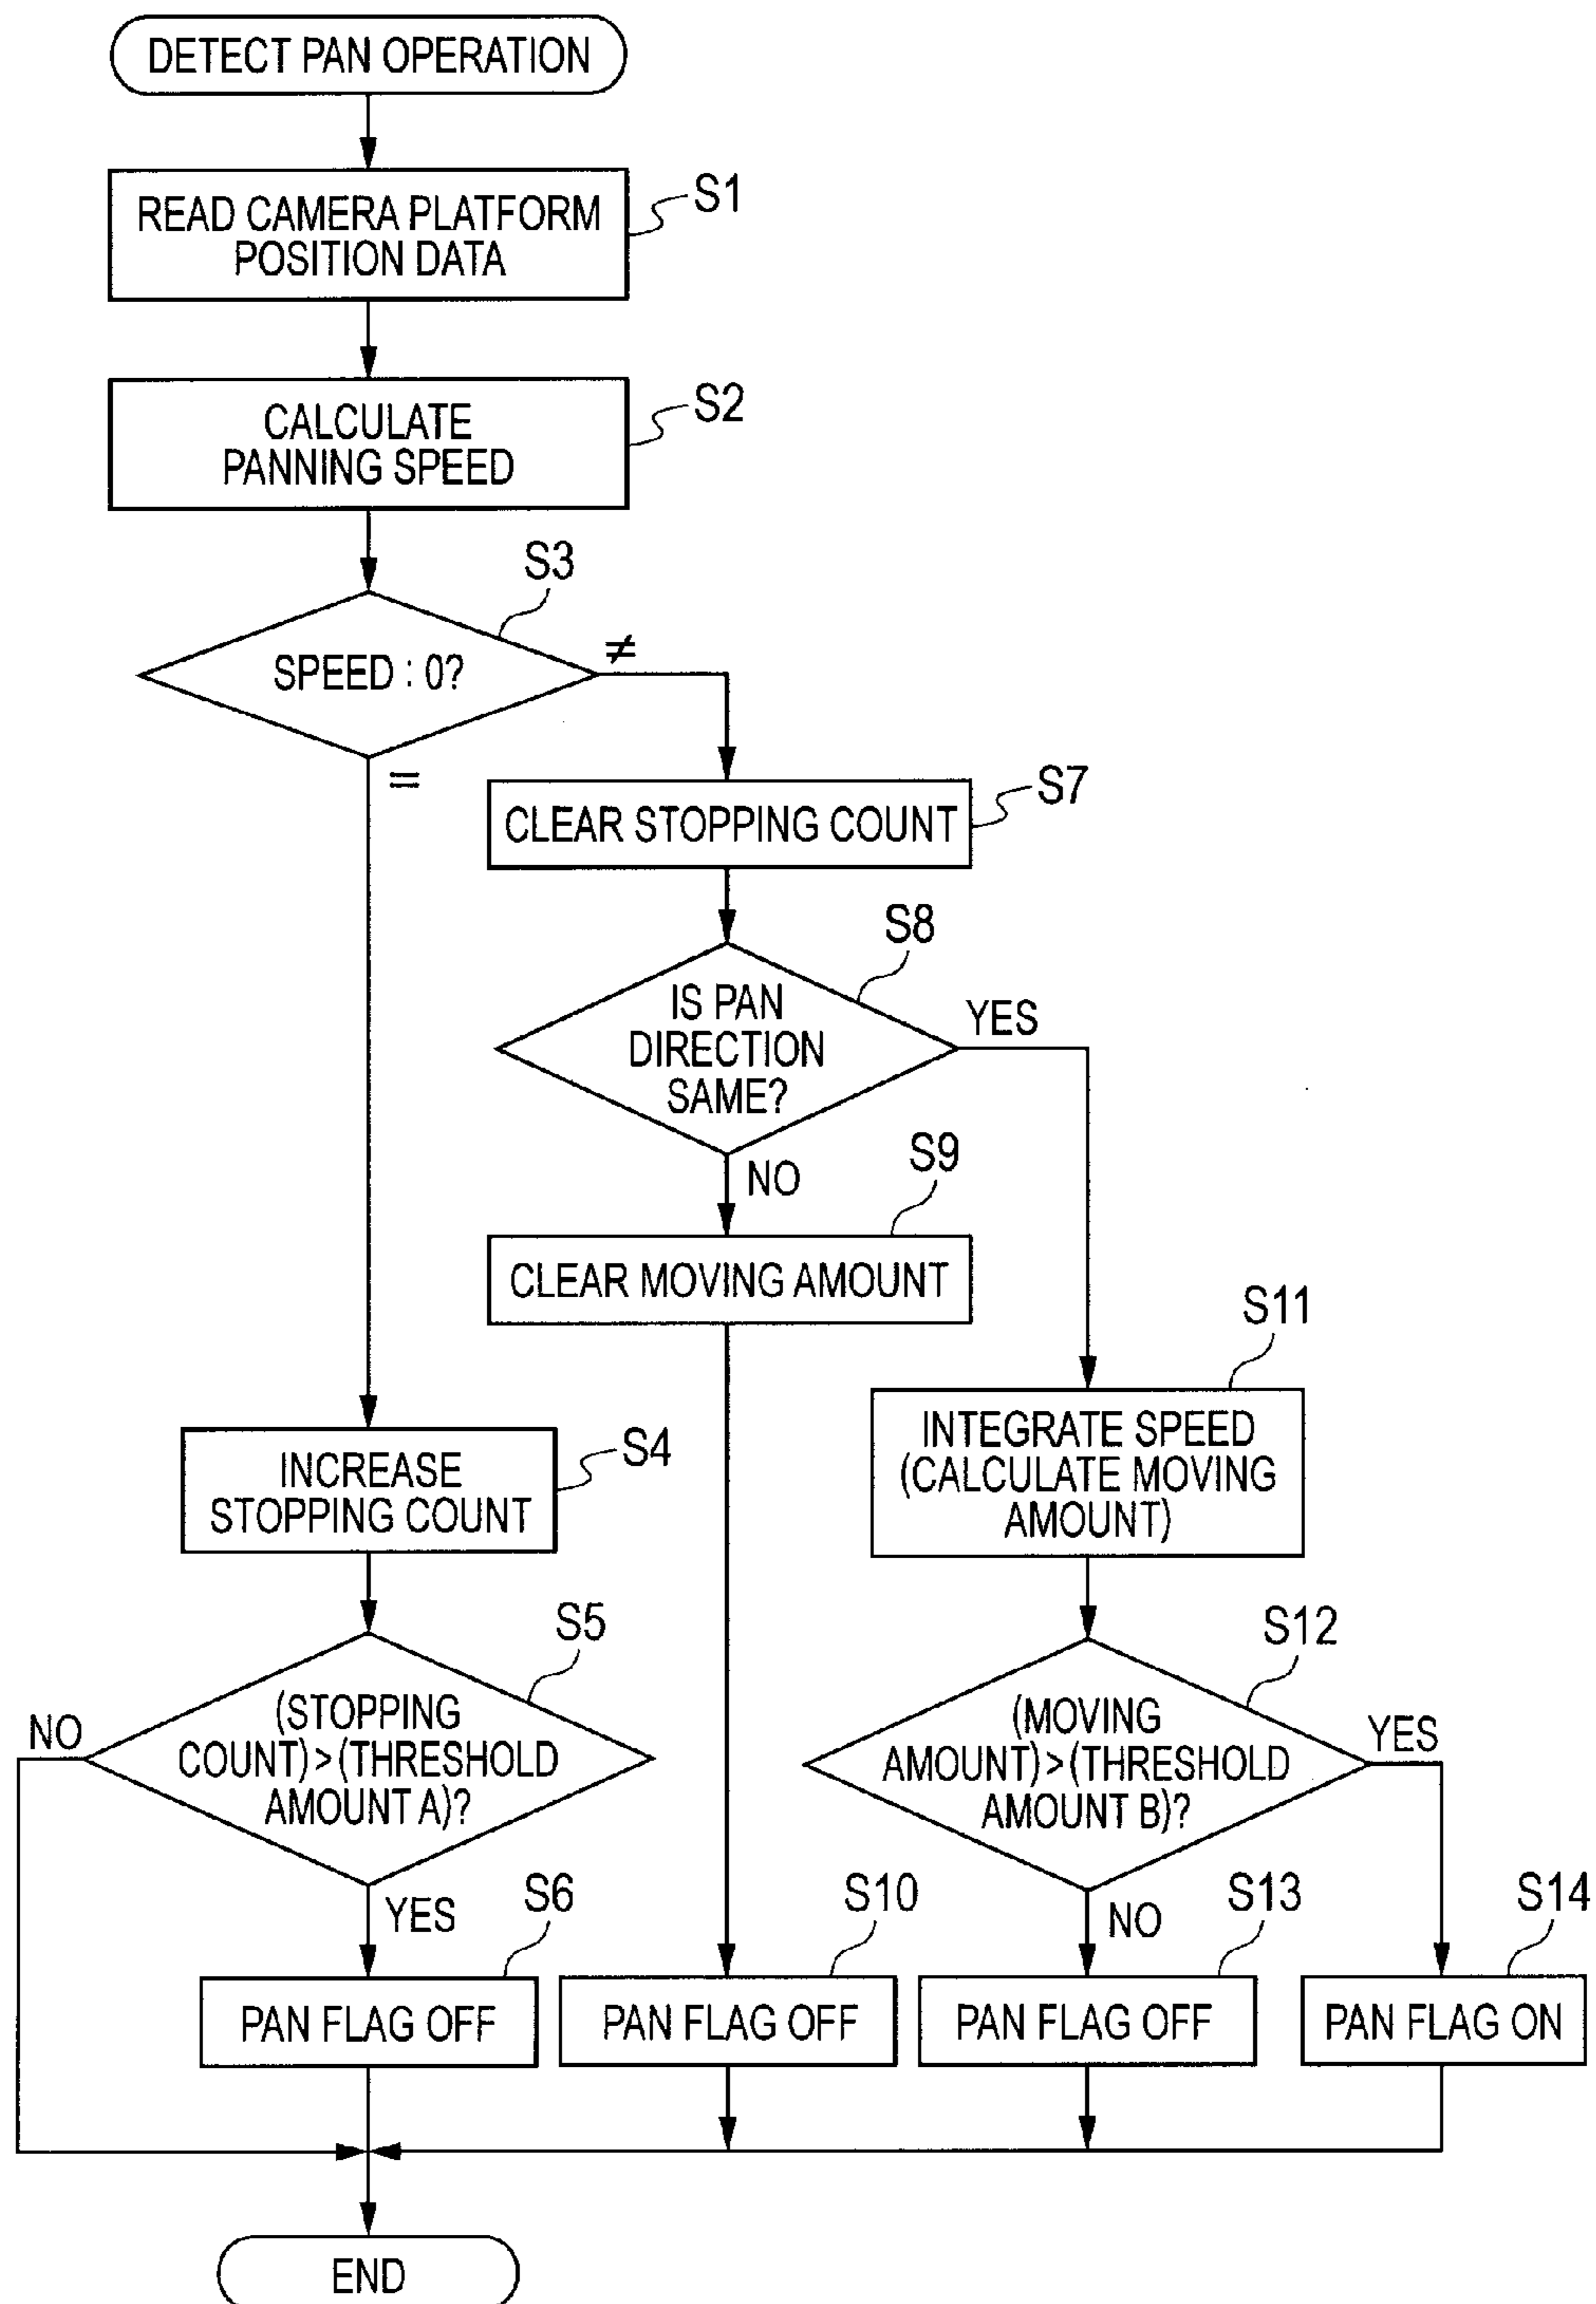 DETECT PAN OPERATION
READ CAMERA PLATFORM
POSITION DATA
S1
CALCULATE
PANNING SPEED
S2
S3
SPEED : 0?
≠
=
CLEAR STOPPING COUNT
S7
S8
IS PAN
DIRECTION
SAME?
YES
NO
S9
CLEAR MOVING AMOUNT
S11
INTEGRATE SPEED
(CALCULATE MOVING
AMOUNT)
INCREASE
STOPPING COUNT
S4
S5
(STOPPING
COUNT)>(THRESHOLD
AMOUNT A)?
NO
YES
S12
(MOVING
AMOUNT)>(THRESHOLD
AMOUNT B)?
YES
NO
S6
PAN FLAG OFF
S10
PAN FLAG OFF
S13
PAN FLAG OFF
S14
PAN FLAG ON
END